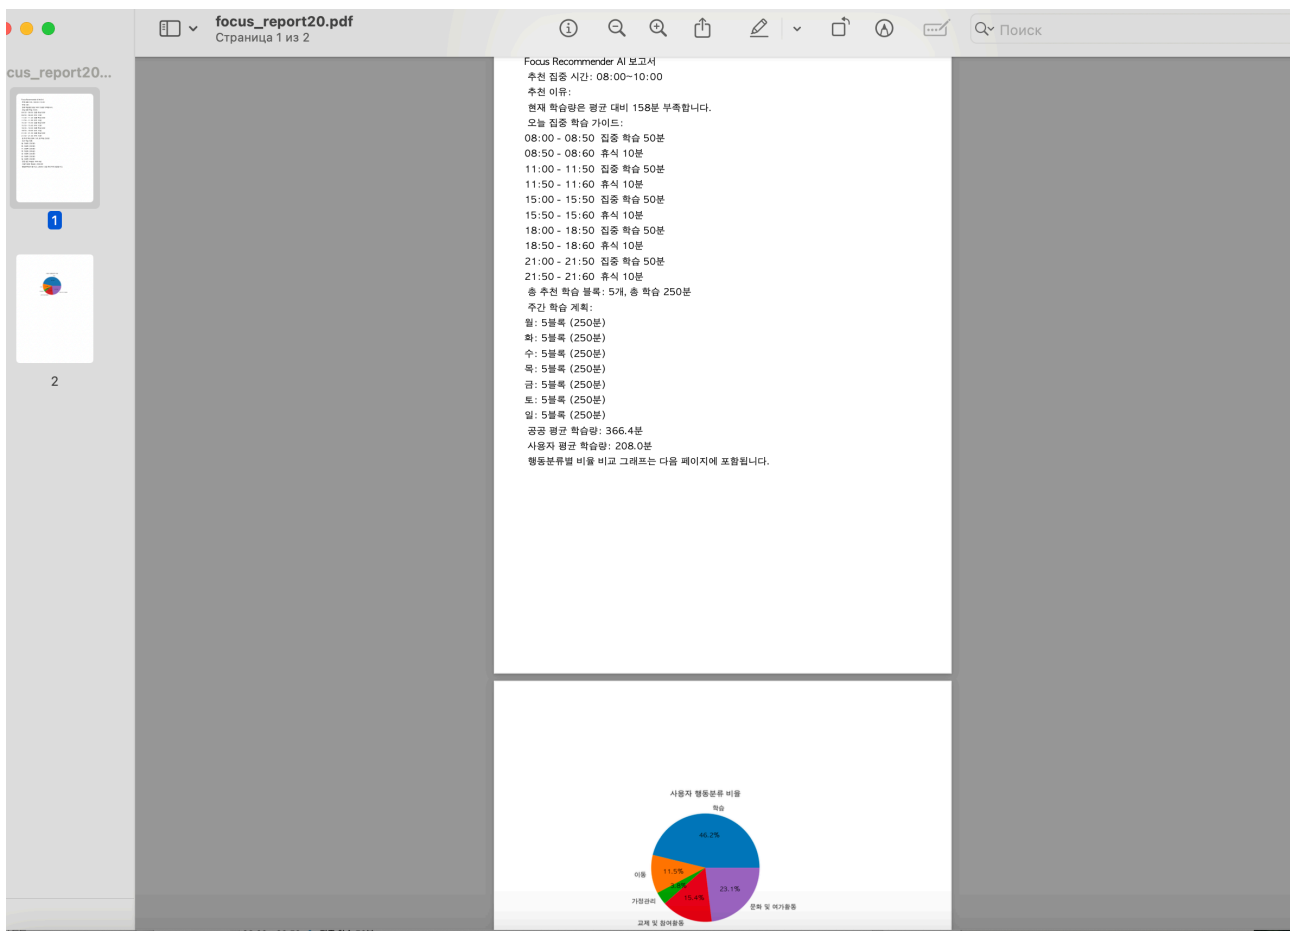 focus_report20.pdf
Страница 1 из 2
Поиск
cus_report20...
1
2
Focus Recommender AI 보고서
추천 집중 시간: 08:00~10:00
추천 이유:
현재 학습량은 평균 대비 158분 부족합니다.
오늘 집중 학습 가이드:
08:00 - 08:50 집중 학습 50분
08:50 - 08:60 휴식 10분
11:00 - 11:50 집중 학습 50분
11:50 - 11:60 휴식 10분
15:00 - 15:50 집중 학습 50분
15:50 - 15:60 휴식 10분
18:00 - 18:50 집중 학습 50분
18:50 - 18:60 휴식 10분
21:00 - 21:50 집중 학습 50분
21:50 - 21:60 휴식 10분
총 추천 학습 블록: 5개, 총 학습 250분
주간 학습 계획:
월: 5블록 (250분)
화: 5블록 (250분)
수: 5블록 (250분)
목: 5블록 (250분)
금: 5블록 (250분)
토: 5블록 (250분)
일: 5블록 (250분)
공공 평균 학습량: 366.4분
사용자 평균 학습량: 208.0분
행동분류별 비율 비교 그래프는 다음 페이지에 포함됩니다.
사용자 행동분류 비율
학습
46.2%
이동
11.5%
가정관리
15.4%
23.1%
문화 및 여가활동
교제 및 참여활동